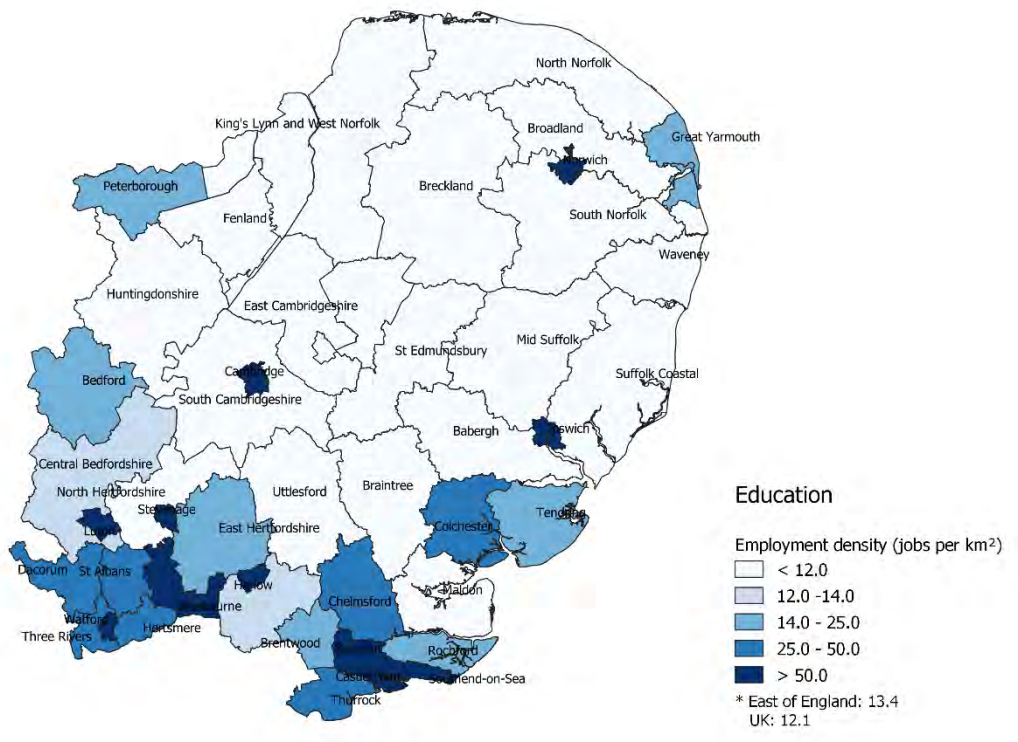 North Norfolk
King's Lynn and West Norfolk
Broadland
Great Yarmouth
Norwich
Peterborough
Breckland
Fenland
South Norfolk
Waveney
Huntingdonshire
East Cambridgeshire
St Edmundsbury
Mid Suffolk
Cambridge
Suffolk Coastal
Bedford
South Cambridgeshire
Babergh
Ipswich
Central Bedfordshire
North Hertfordshire
Uttlesford
Braintree
Stevenage
Tendring
East Hertfordshire
Colchester
Luton
Dacorum
St Albans
Harlow
Maldon
Chelmsford
Watford
Three Rivers
Hertsmere
Brentwood
Rochford
Southend-on-Sea
Thurrock
Education
Employment density (jobs per km²)
< 12.0
12.0 -14.0
14.0 - 25.0
25.0 - 50.0
> 50.0
* East of England: 13.4
UK: 12.1